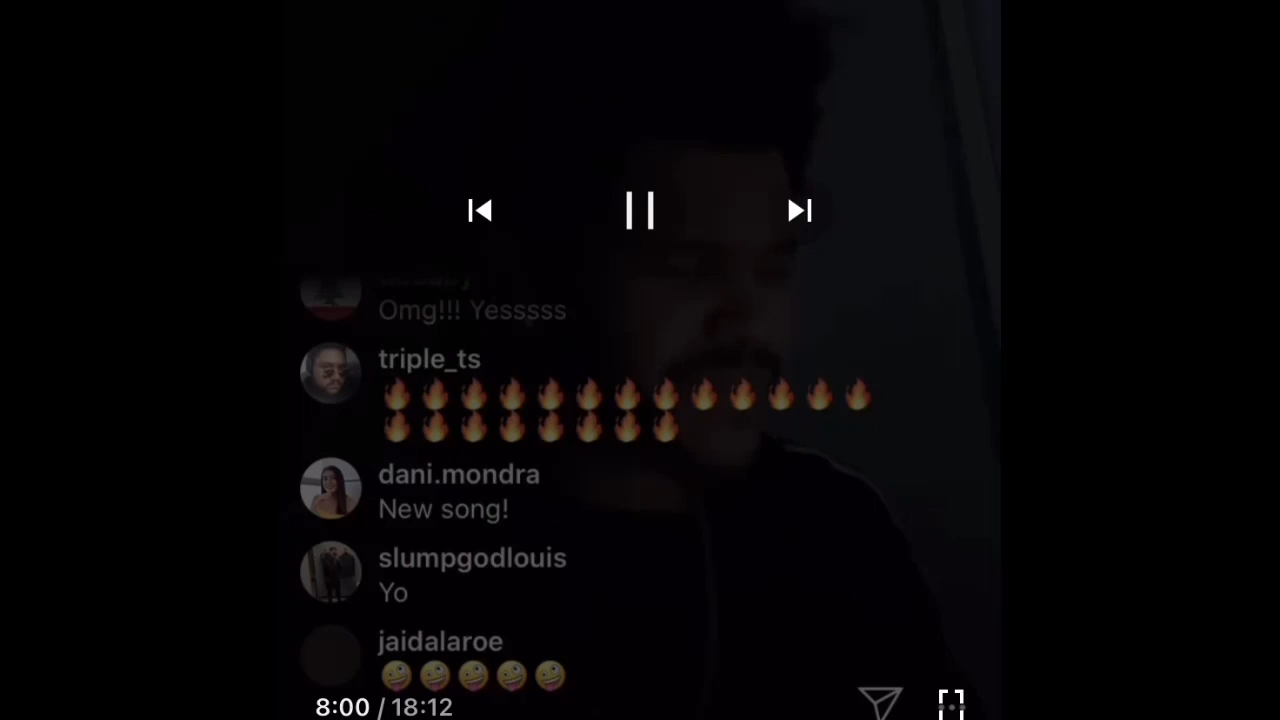 Omg!!! Yesssss
triple_ts
🔥🔥🔥🔥🔥🔥🔥🔥🔥🔥🔥🔥🔥
🔥🔥🔥🔥🔥🔥🔥🔥
dani.mondra
New song!
slumpgodlouis
Yo
jaidalaroe
🤪🤪🤪🤪🤪
8:00 / 18:12